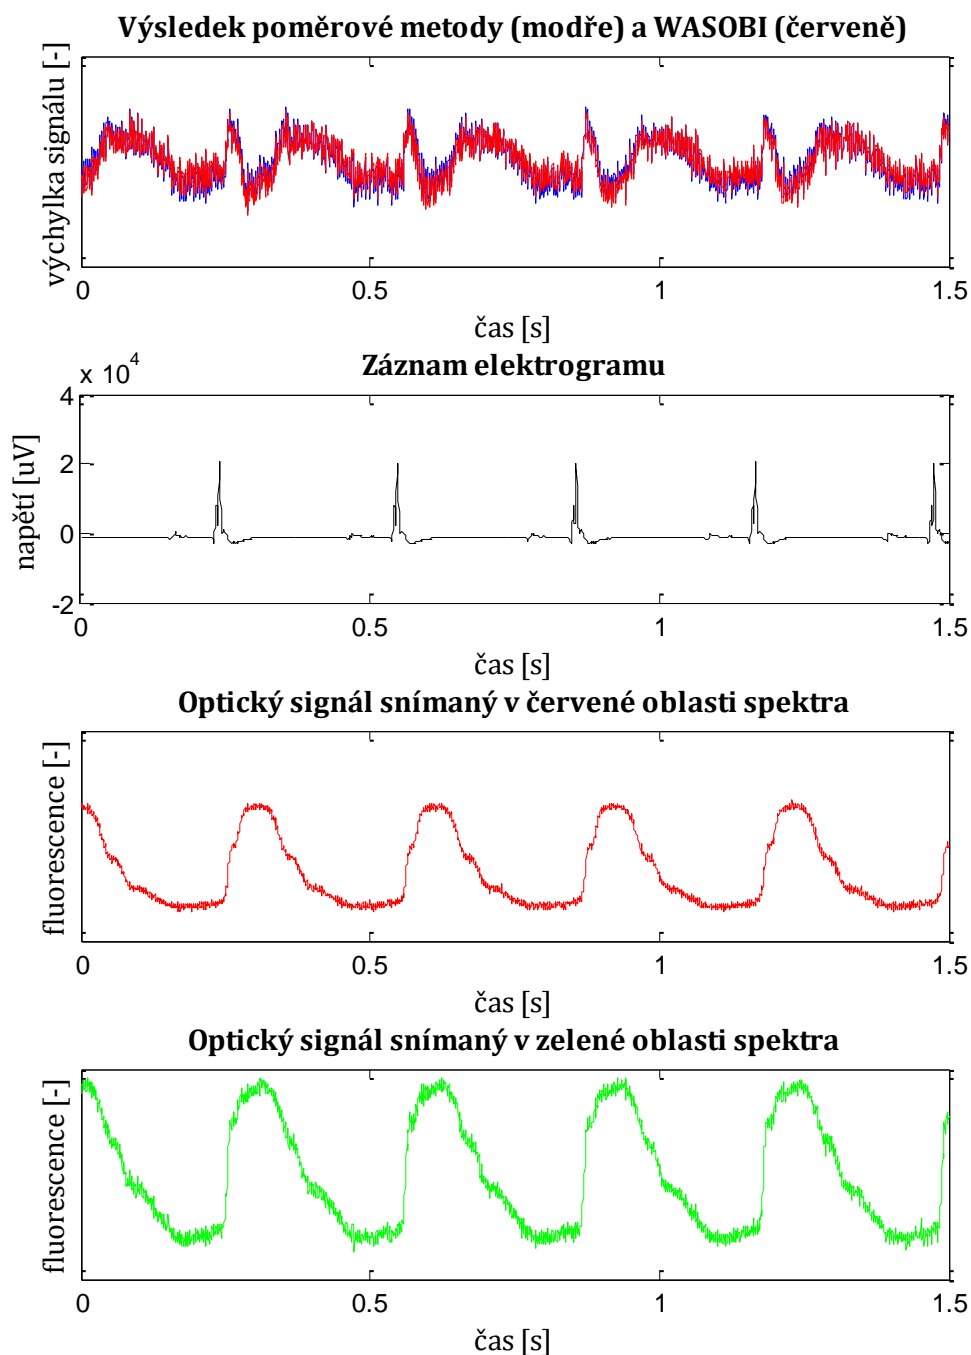 Výsledek poměrové metody (modře) a WASOBI (červeně)
výchylka signálu [-]
0 0.5 1 1.5
čas [s]
Záznam elektrogramu
x 10^4
napětí [uV]
4
2
0
-2
0 0.5 1 1.5
čas [s]
Optický signál snímaný v červené oblasti spektra
fluorescence [-]
0 0.5 1 1.5
čas [s]
Optický signál snímaný v zelené oblasti spektra
fluorescence [-]
0 0.5 1 1.5
čas [s]